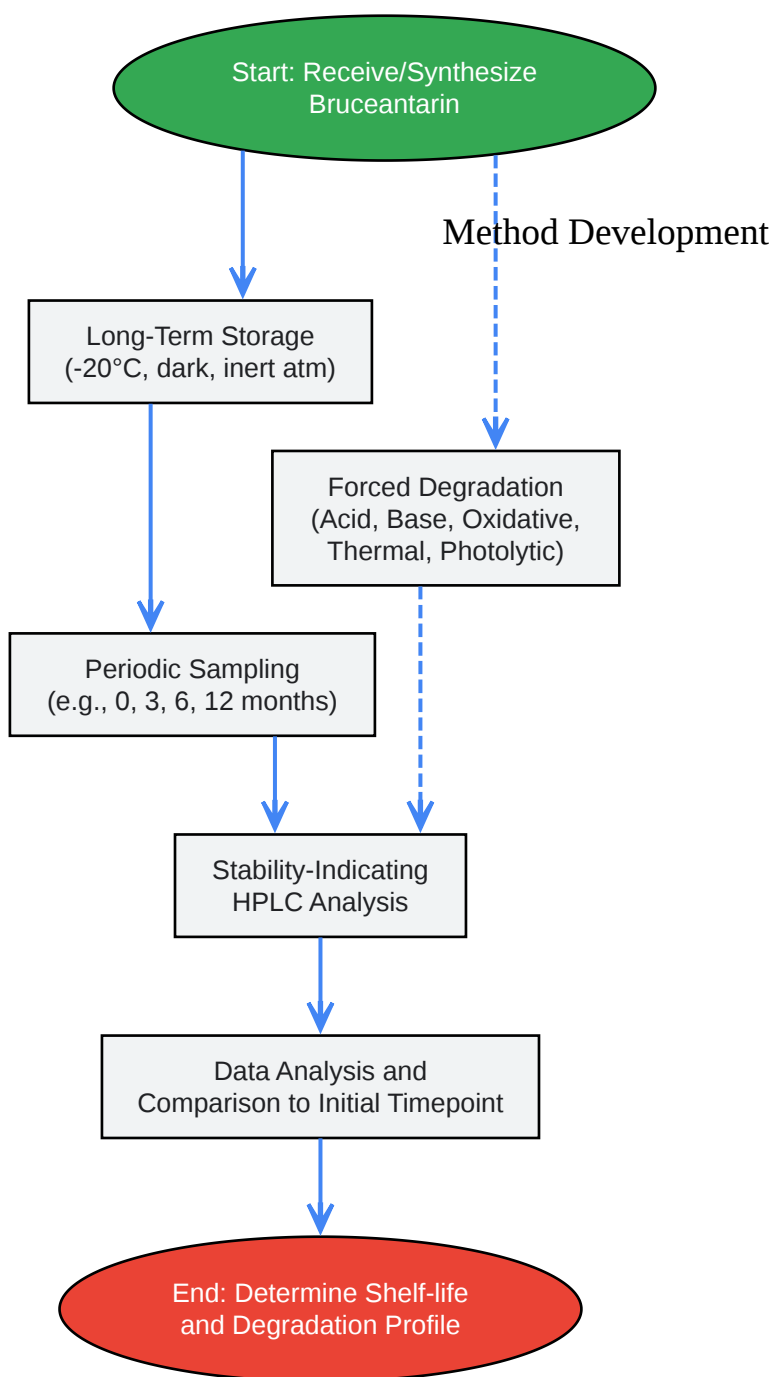 Start: Receive/Synthesize
Bruceantarin
Method Development
Long-Term Storage
(-20°C, dark, inert atm)
Forced Degradation
(Acid, Base, Oxidative,
Thermal, Photolytic)
Periodic Sampling
(e.g., 0, 3, 6, 12 months)
Stability-Indicating
HPLC Analysis
Data Analysis and
Comparison to Initial Timepoint
End: Determine Shelf-life
and Degradation Profile